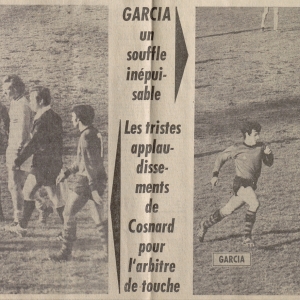 GARCIA
un
souffle
inépui-
sable
Les tristes
applau-
disse-
ments
de
Cosnard
pour
l'arbitre
de touche
GARCIA